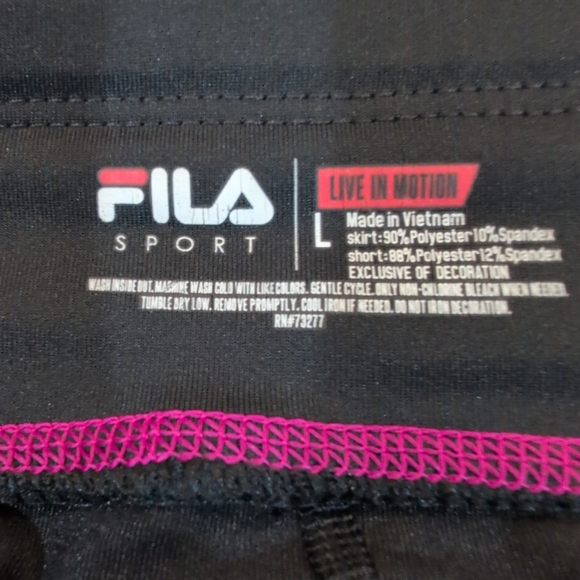 FILA
SPORT
LIVE IN MOTION
L
Made in Vietnam
skirt:90%Polyester10%Spandex
short:88%Polyester12%Spandex
EXCLUSIVE OF DECORATION
WASH INSIDE OUT. MACHINE WASH COLD WITH LIKE COLORS. GENTLE CYCLE. ONLY NON-CHLORINE BLEACH WHEN NEEDED.
TUMBLE DRY LOW. REMOVE PROMPTLY. COOL IRON IF NEEDED. DO NOT IRON DECORATION.
RN#73277